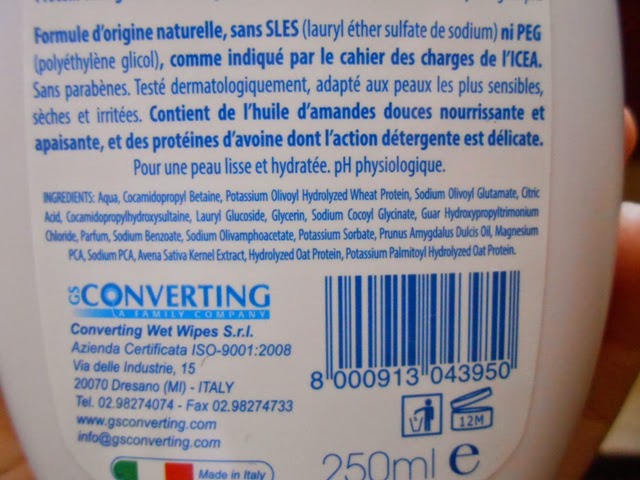 Formule d'origine naturelle, sans SLES (lauryl éther sulfate de sodium) ni PEG
(polyéthylène glicol), comme indiqué par le cahier des charges de l'ICEA.
Sans parabènes. Testé dermatologiquement, adapté aux peaux les plus sensibles,
sèches et irritées. Contient de l'huile d'amandes douces nourrissante et
apaisante, et des protéines d'avoine dont l'action détergente est délicate.
Pour une peau lisse et hydratée. pH physiologique.
INGREDIENTS: Aqua, Cocamidopropyl Betaine, Potassium Olivoyl Hydrolyzed Wheat Protein, Sodium Olivoyl Glutamate, Citric
Acid, Cocamidopropylhydroxysultaine, Lauryl Glucoside, Glycerin, Sodium Cocoyl Glycinate, Guar Hydroxypropyltrimonium
Chloride, Parfum, Sodium Benzoate, Sodium Olivamphoacetate, Potassium Sorbate, Prunus Amygdalus Dulcis Oil, Magnesium
PCA, Sodium PCA, Avena Sativa Kernel Extract, Hydrolyzed Oat Protein, Potassium Palmitoyl Hydrolyzed Oat Protein.
GS CONVERTING
A FAMILY COMPANY
Converting Wet Wipes S.r.l.
Azienda Certificata ISO-9001:2008
Via delle Industrie, 15
20070 Dresano (MI) - ITALY
Tel. 02.98274074 - Fax 02.98274733
www.gsconverting.com
info@gsconverting.com
Made in Italy
8 000913 043950
12M
250ml e